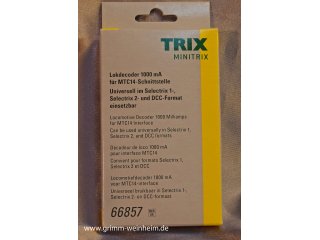 TRIX
MINITRIX
Lokdecoder 1000 mA
für MTC14-Schnittstelle
Universell im Selectrix 1-,
Selectrix 2- und DCC-Format
einsetzbar
Locomotive Decoder 1000 Milliamps
for MTC14 Interface
Can be used universally in Selectrix 1,
Selectrix 2, and DCC formats
Décodeur de loco 1000 mA
pour interface MTC14
Convient pour formats Selectrix 1,
Selectrix 2 et DCC
Locomotiefdecoder 1000 mA
voor MTC14-interface
Universeel bruikbaar in Selectrix 1-,
Selectrix 2- en DCC-formaat
66857
www.grimm-weinheim.de/